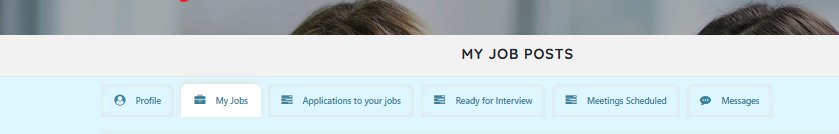 MY JOB POSTS
Profile My Jobs Applications to your jobs Ready for Interview Meetings Scheduled Messages